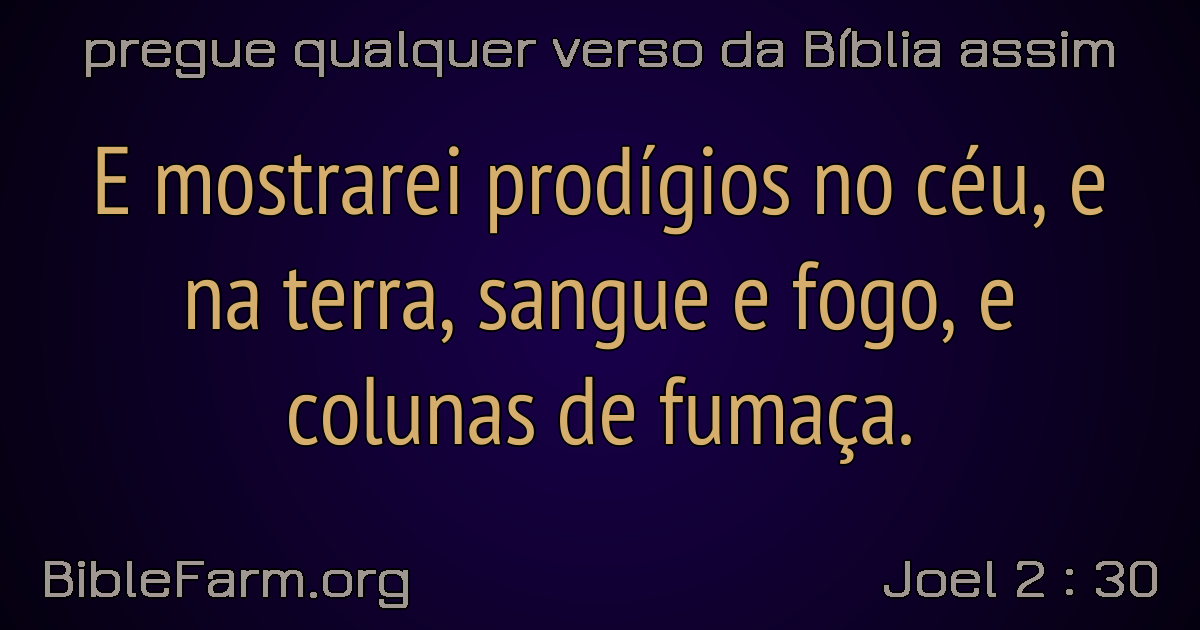 pregue qualquer verso da Bíblia assim
E mostrarei prodígios no céu, e
na terra, sangue e fogo, e
colunas de fumaça.
BibleFarm.org
Joel 2 : 30